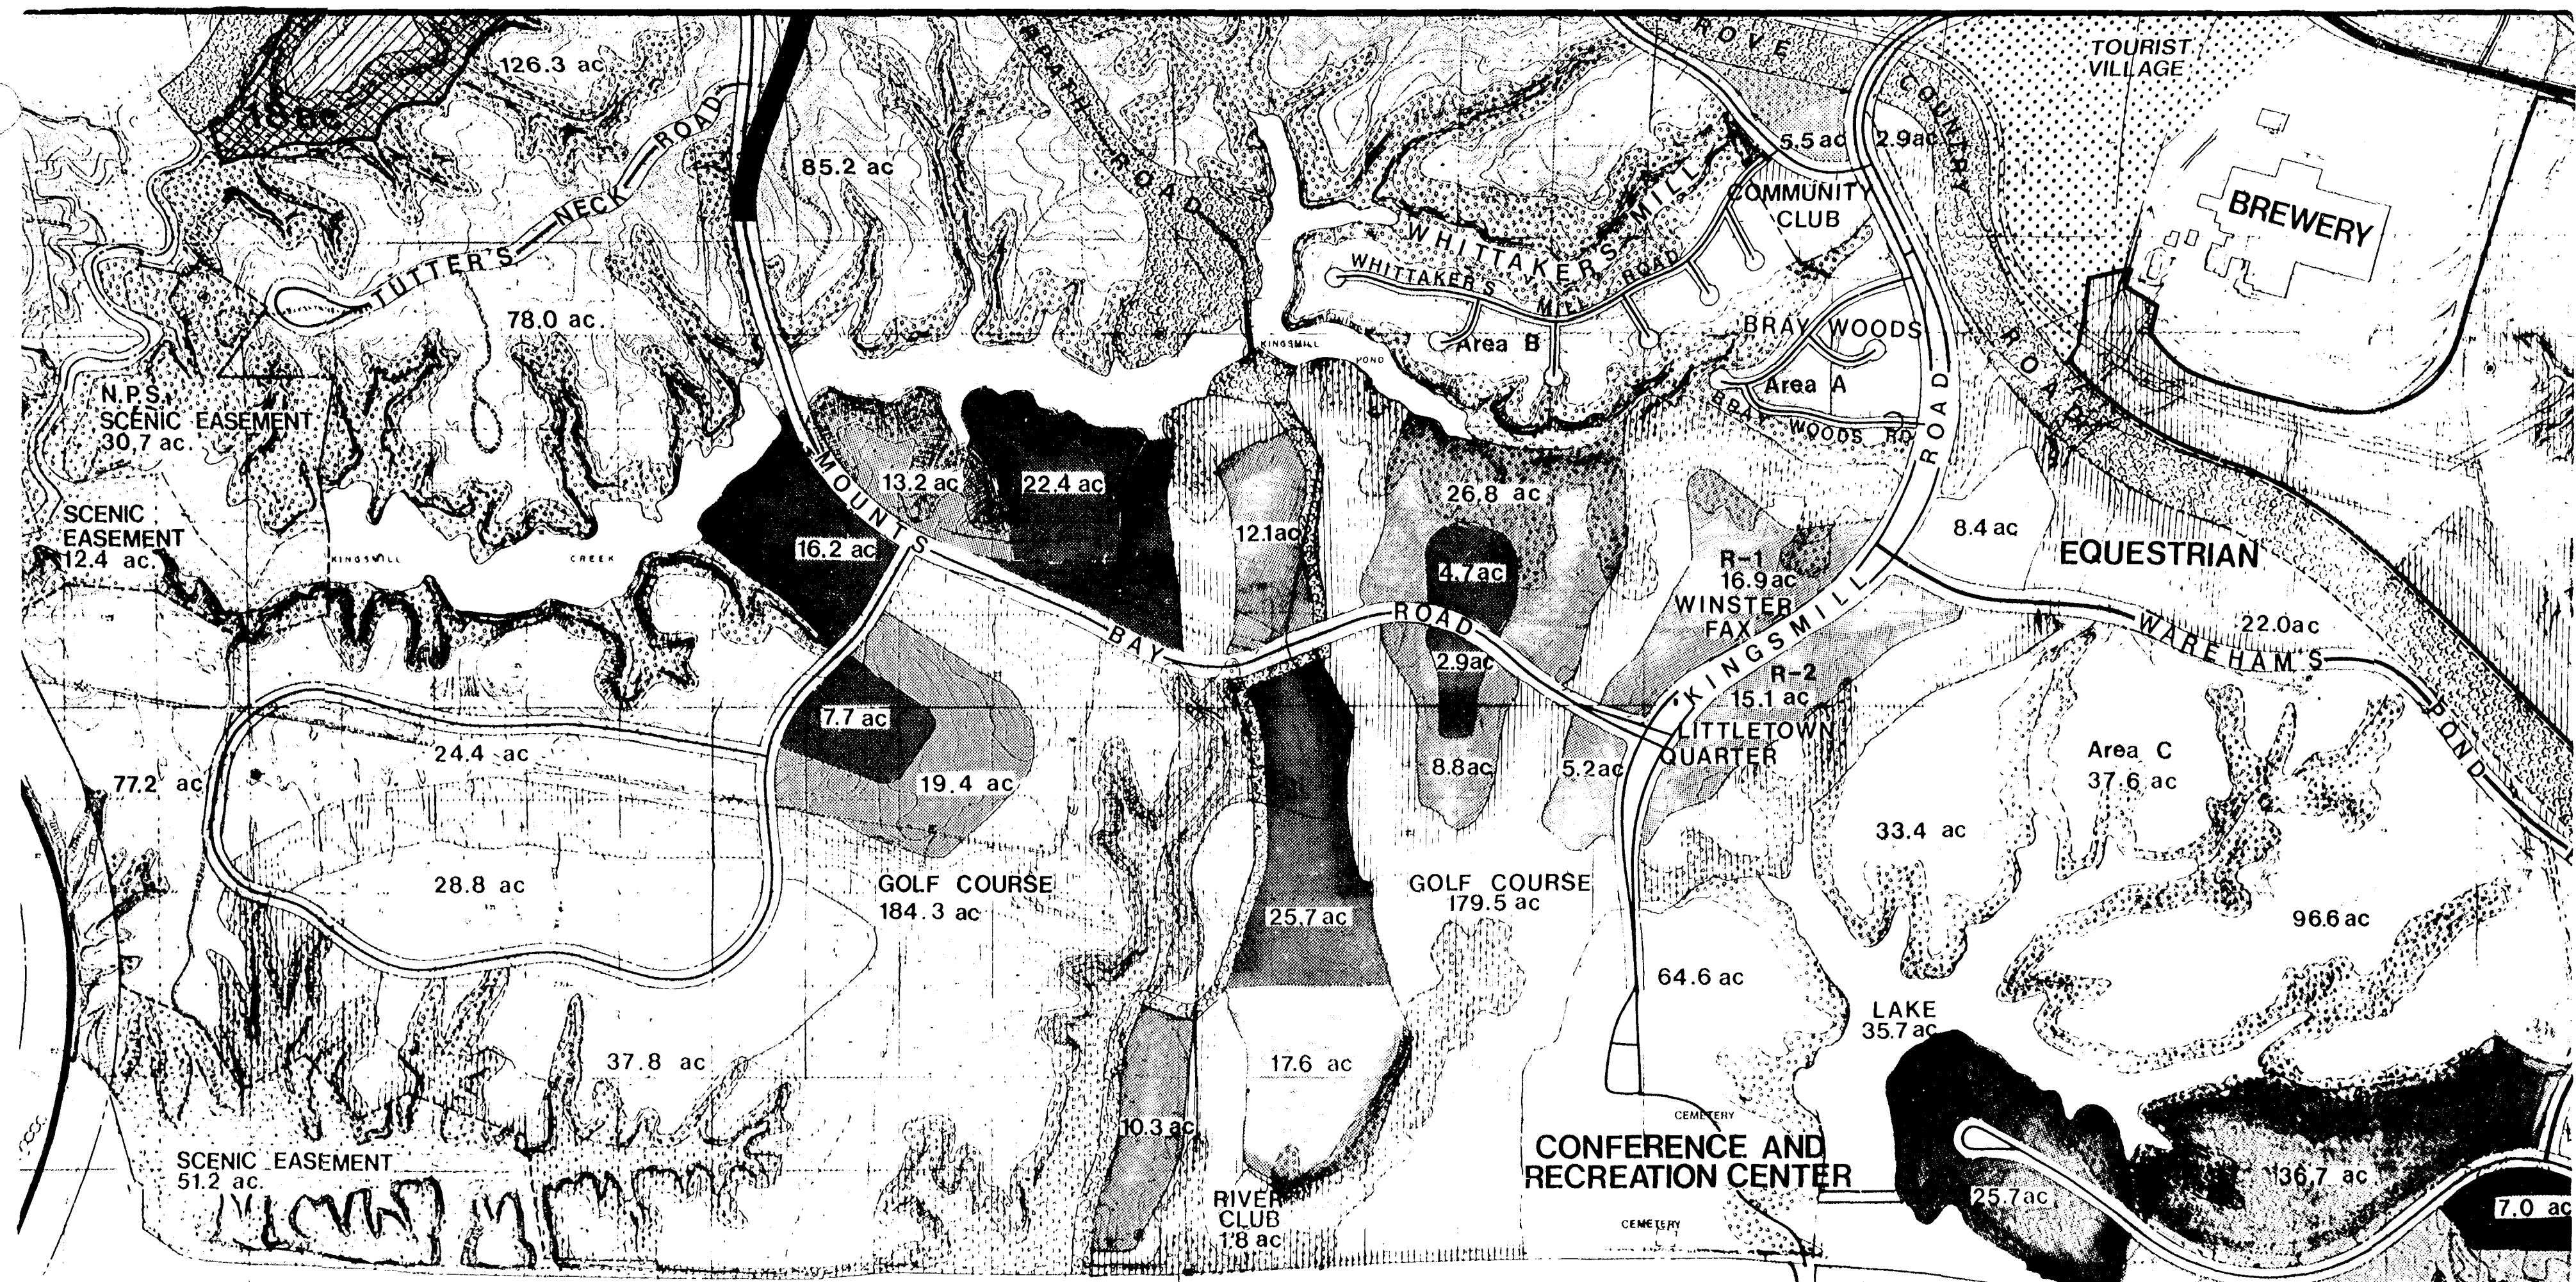 TOURIST
VILLAGE
126.3 ac
ROVE
COUNTRY
ROAD
TUTTER'S NECK ROAD
85.2 ac
ROAD
5.5 ac
2.9 ac
COMMUNITY
CLUB
BREWERY
WHITTAKERS MILL
WHITTAKER'S MILL ROAD
78.0 ac.
BRAY WOODS
Area B
KINGSMILL
POND
Area A
BRAY WOODS RD
N.P.S.
SCENIC EASEMENT
30.7 ac.
13.2 ac
22.4 ac
26.8 ac
SCENIC
EASEMENT
12.4 ac.
16.2 ac
12.1 ac
8.4 ac
EQUESTRIAN
KINGSMILL CREEK
4.7 ac
R-1
16.9 ac
WINSTER
FAX
MOUNTS BAY ROAD
KINGSMILL ROAD
22.0 ac
WAREHAM'S POND
2.9 ac
R-2
15.1 ac
7.7 ac
LITTLETOWN
QUARTER
24.4 ac
77.2 ac
19.4 ac
8.8 ac
5.2 ac
Area C
37.6 ac
33.4 ac
28.8 ac
GOLF COURSE
184.3 ac
25.7 ac
GOLF COURSE
179.5 ac
96.6 ac
64.6 ac
LAKE
35.7 ac
37.8 ac
17.6 ac
CEMETERY
10.3 ac
CONFERENCE AND
RECREATION CENTER
SCENIC EASEMENT
51.2 ac.
RIVER
CLUB
1.8 ac
CEMETERY
25.7 ac
36.7 ac
7.0 ac